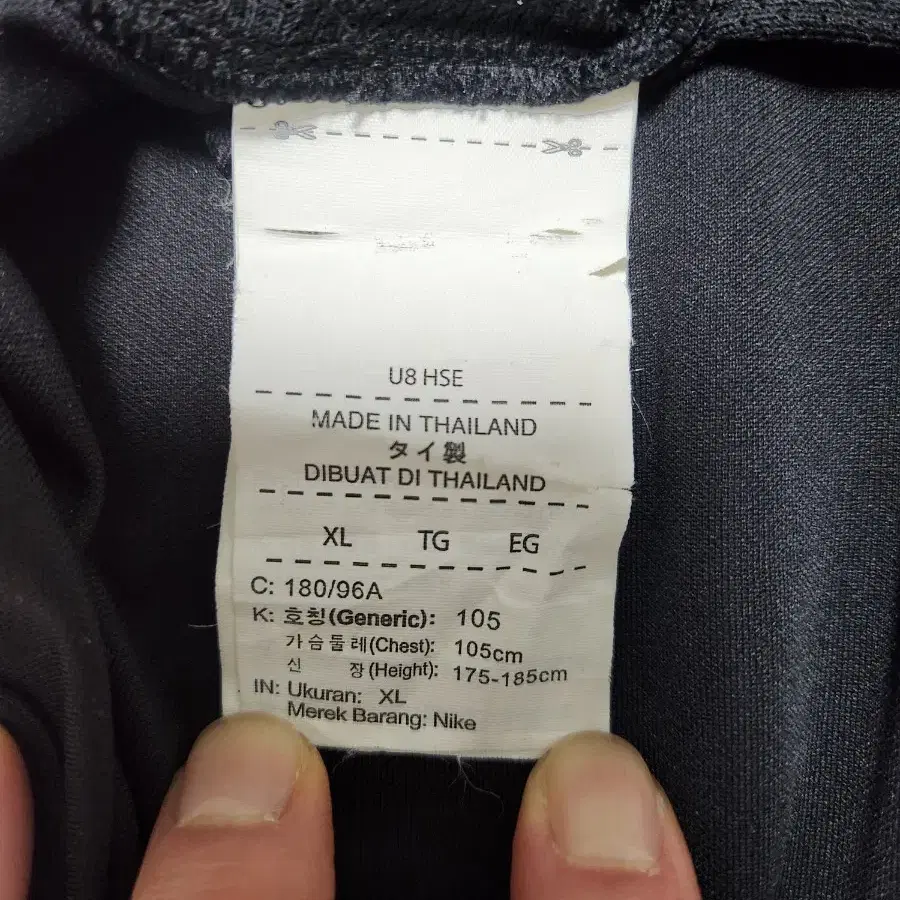 U8 HSE
MADE IN THAILAND
タイ製
DIBUAT DI THAILAND
XL TG EG
C: 180/96A
K: 호칭(Generic): 105
가슴둘레(Chest): 105cm
신 장(Height): 175-185cm
IN: Ukuran: XL
Merek Barang: Nike